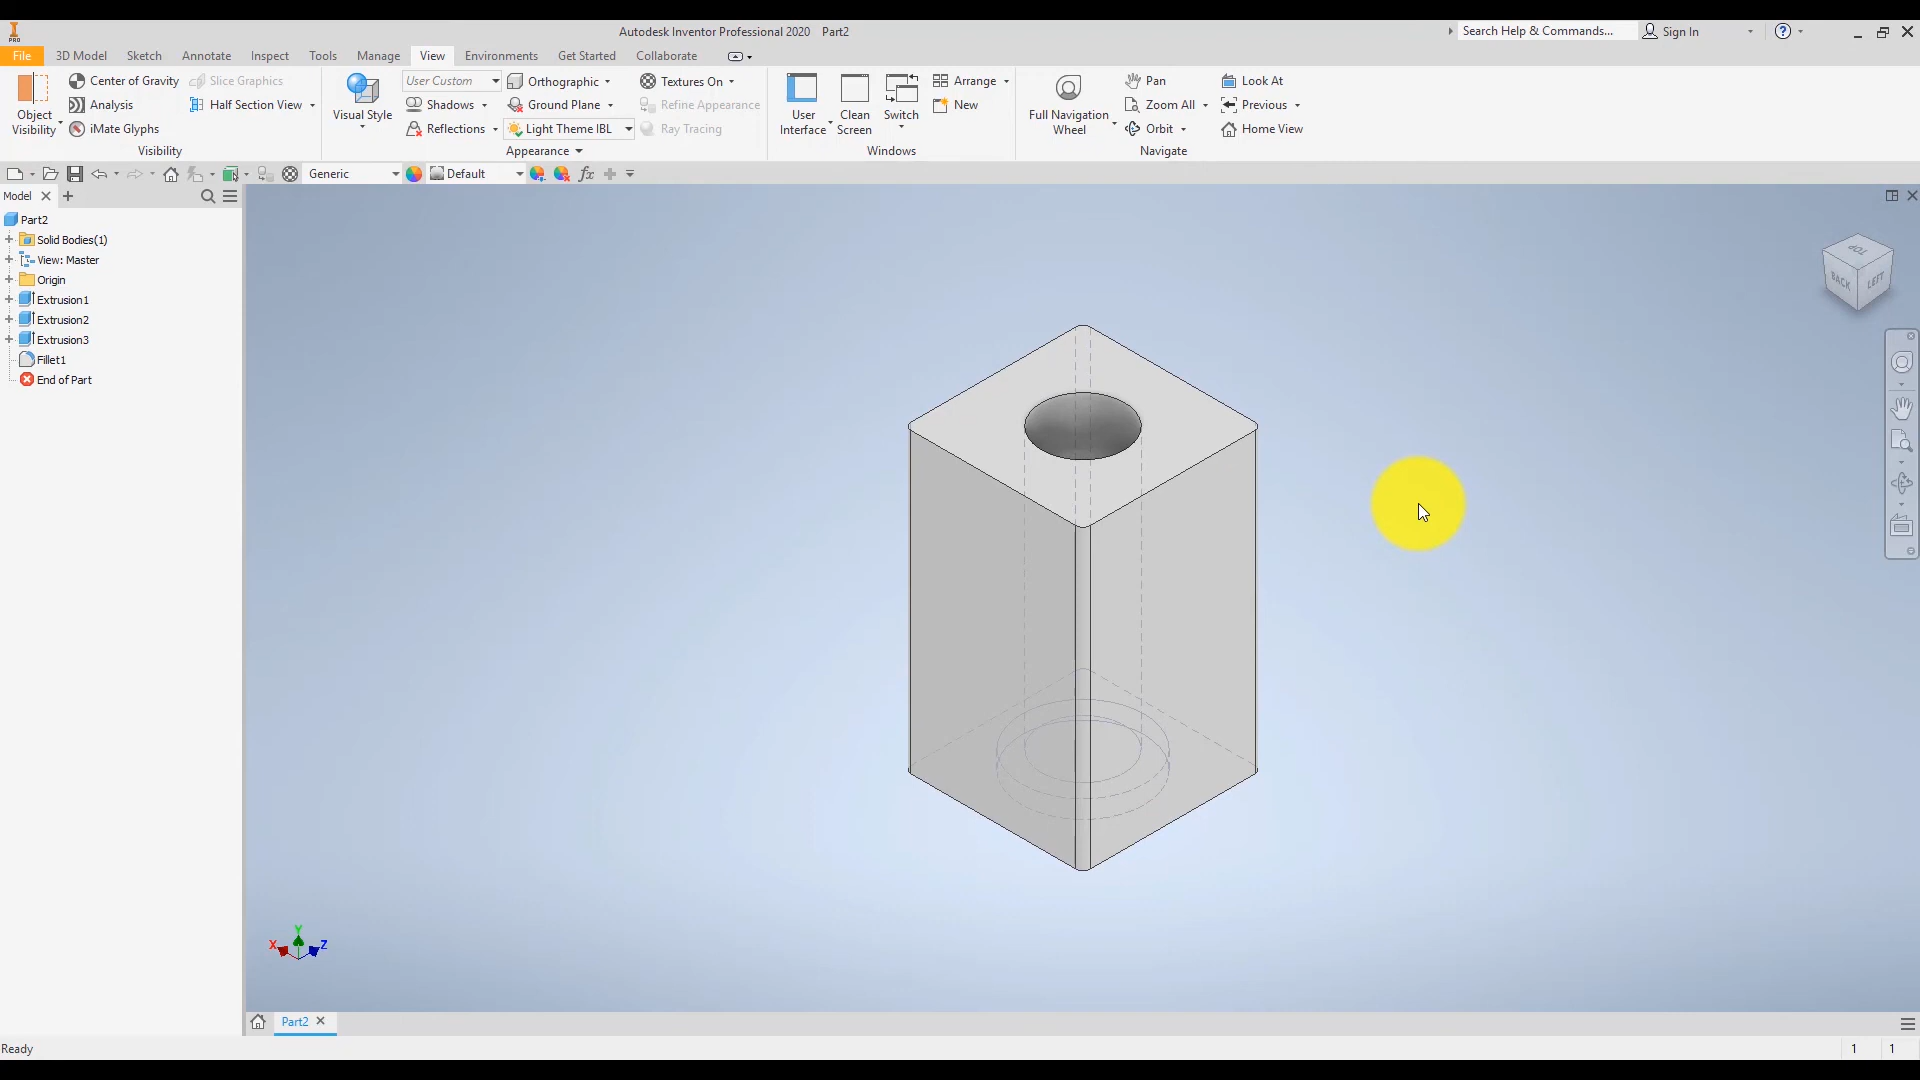 Autodesk Inventor Professional 2020 Part2
Search Help & Commands...
Sign In
PRO
File
3D Model
Sketch
Annotate
Inspect
Tools
Manage
View
Environments
Get Started
Collaborate
Object
Visibility
Center of Gravity
Analysis
iMate Glyphs
Slice Graphics
Half Section View
Visibility
Visual Style
User Custom
Shadows
Reflections
Orthographic
Ground Plane
Light Theme IBL
Textures On
Refine Appearance
Ray Tracing
Appearance
User
Interface
Clean
Screen
Switch
Arrange
New
Windows
Full Navigation
Wheel
Pan
Zoom All
Orbit
Look At
Previous
Home View
Navigate
Generic
Default
fx
Model
Part2
Solid Bodies(1)
View: Master
Origin
Extrusion1
Extrusion2
Extrusion3
Fillet1
End of Part
TOP
BACK
LEFT
Y
X
Z
Part2
Ready
1
1